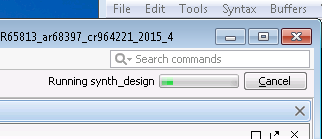 File Edit Tools Syntax Buffers
R65813_ar68397_cr964221_2015_4
Search commands
Running synth_design Cancel